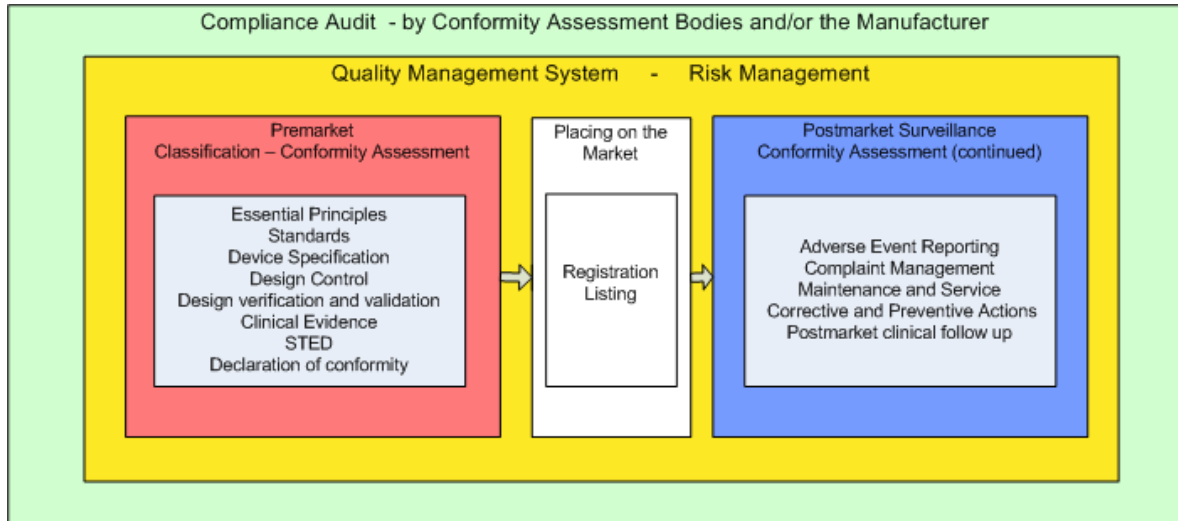 Compliance Audit - by Conformity Assessment Bodies and/or the Manufacturer
Quality Management System - Risk Management
Premarket
Classification – Conformity Assessment
Essential Principles
Standards
Device Specification
Design Control
Design verification and validation
Clinical Evidence
STED
Declaration of conformity
Placing on the
Market
Registration
Listing
Postmarket Surveillance
Conformity Assessment (continued)
Adverse Event Reporting
Complaint Management
Maintenance and Service
Corrective and Preventive Actions
Postmarket clinical follow up